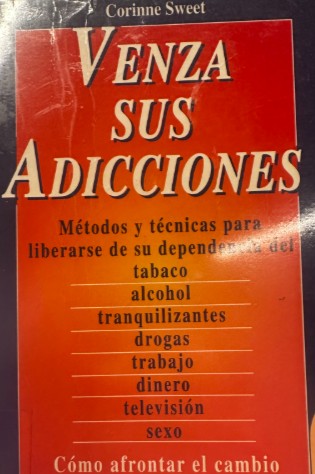 Corinne Sweet
VENZA
SUS
ADICCIONES
Métodos y técnicas para
liberarse de su dependencia del
tabaco
alcohol
tranquilizantes
drogas
trabajo
dinero
televisión
sexo
Cómo afrontar el cambio